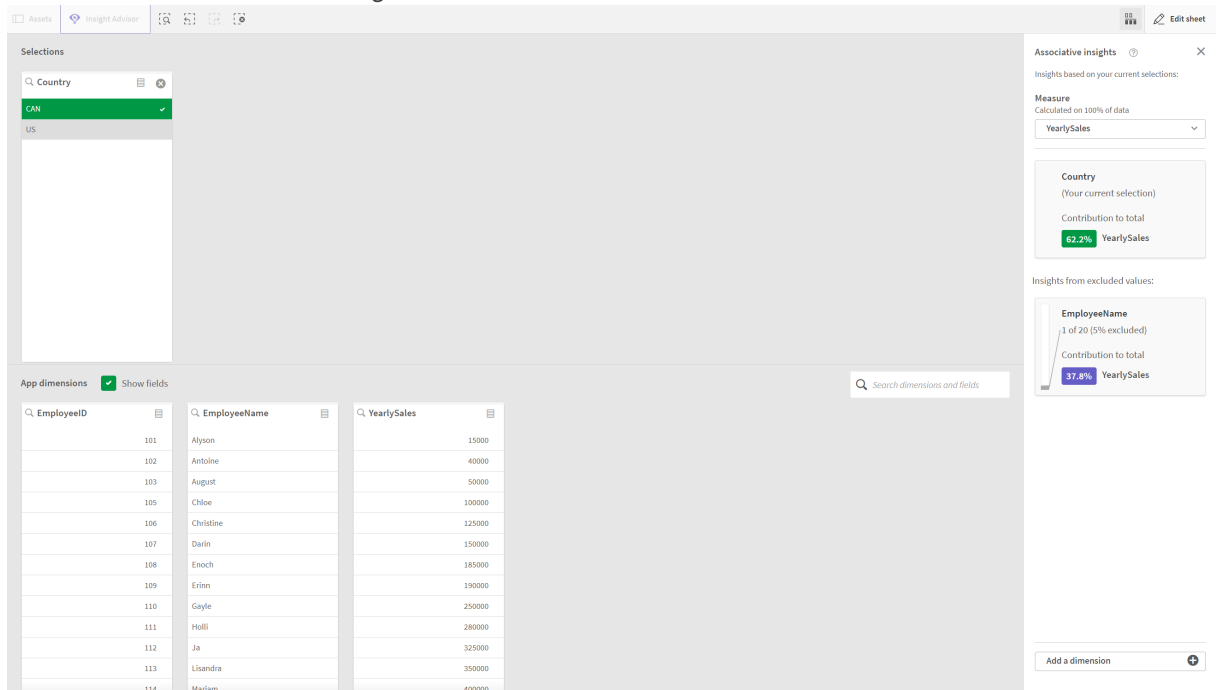 Assets
Insight Advisor
Edit sheet
Selections
Country
CAN
US
App dimensions
Show fields
Search dimensions and fields
EmployeeID
101
102
103
105
106
107
108
109
110
111
112
113
114
EmployeeName
Alyson
Antoine
August
Chloe
Christine
Darin
Enoch
Erinn
Gayle
Holli
Ja
Lisandra
Mariam
YearlySales
15000
40000
50000
100000
125000
150000
185000
190000
250000
280000
325000
350000
400000
Associative insights
Insights based on your current selections:
Measure
Calculated on 100% of data
YearlySales
Country
(Your current selection)
Contribution to total
62.2% YearlySales
Insights from excluded values:
EmployeeName
1 of 20 (5% excluded)
Contribution to total
37.8% YearlySales
Add a dimension